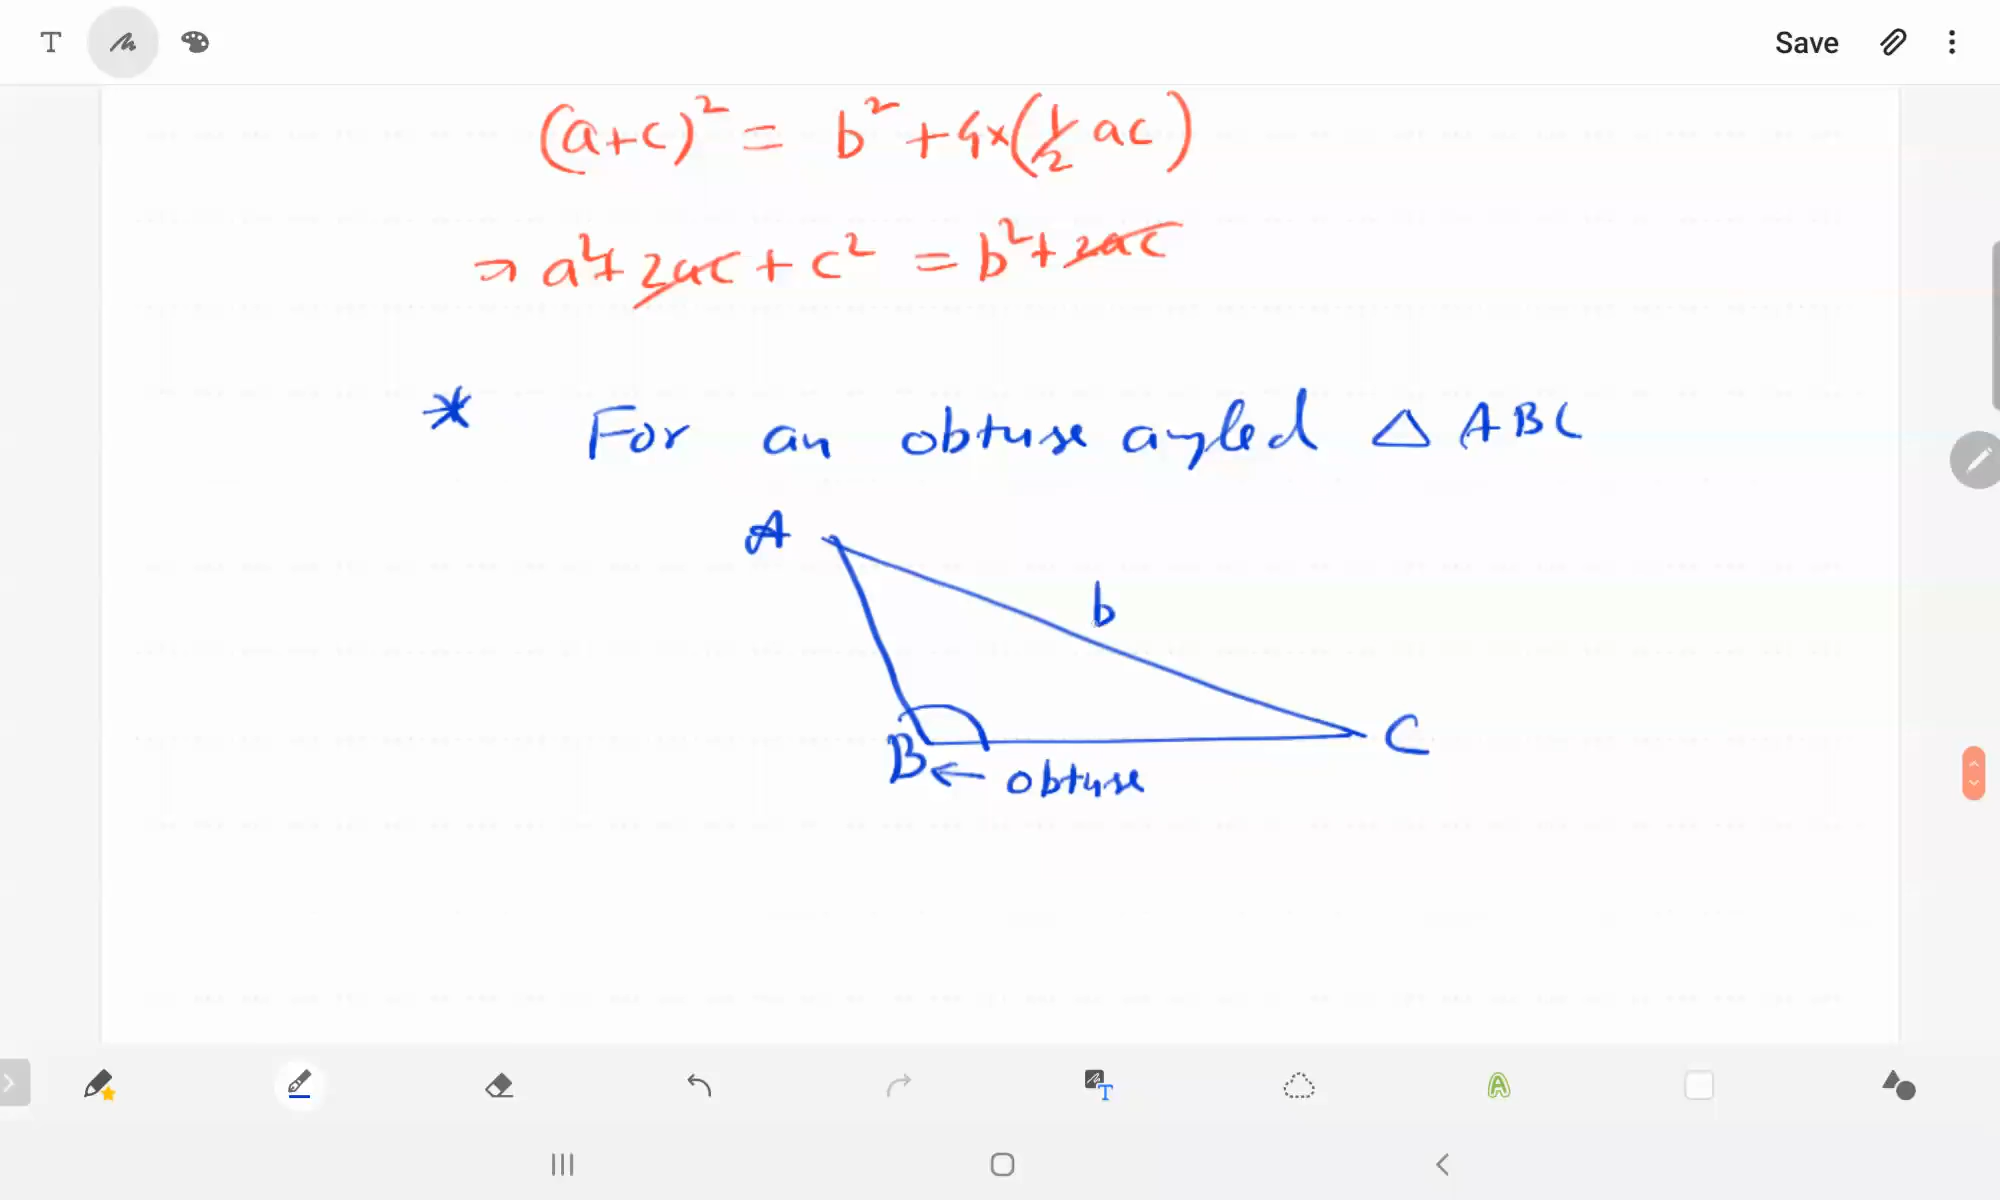 Save
(a+c)² = b² + 4×(1/2 ac)
⇒ a² + 2ac + c² = b² + 2ac
* For an obtuse angled △ ABC
A
b
B ← obtuse
C